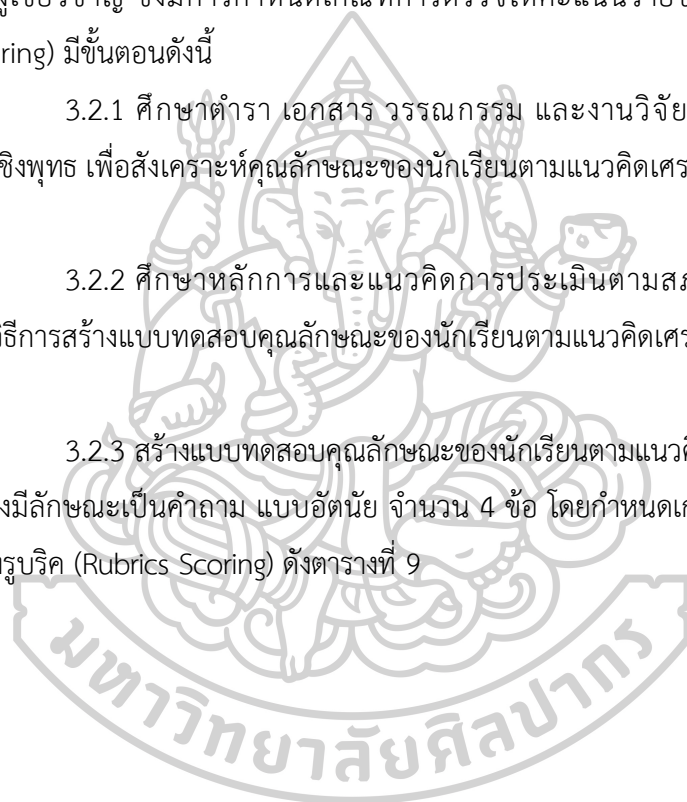 ring) มีขั้นตอนดังนี้
3.2.1 ศึกษาตำรา เอกสาร วรรณกรรม และงานวิจัย
ชิงพุทธ เพื่อสังเคราะห์คุณลักษณะของนักเรียนตามแนวคิดเศร
3.2.2 ศึกษาหลักการและแนวคิดการประเมินตามสภ
วิธีการสร้างแบบทดสอบคุณลักษณะของนักเรียนตามแนวคิดเศร
3.2.3 สร้างแบบทดสอบคุณลักษณะของนักเรียนตามแนวคิ
มีลักษณะเป็นคำถาม แบบอัตนัย จำนวน 4 ข้อ โดยกำหนดเก
รูบริค (Rubrics Scoring) ดังตารางที่ 9
มหาวิทยาลัยศิลปากร